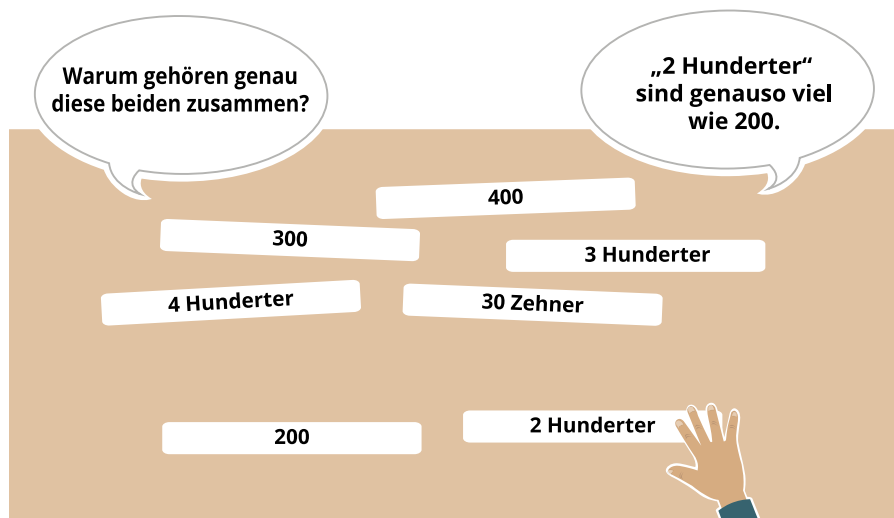 Warum gehören genau
diese beiden zusammen?
„2 Hunderter“
sind genauso viel
wie 200.
400
300
3 Hunderter
4 Hunderter
30 Zehner
200
2 Hunderter